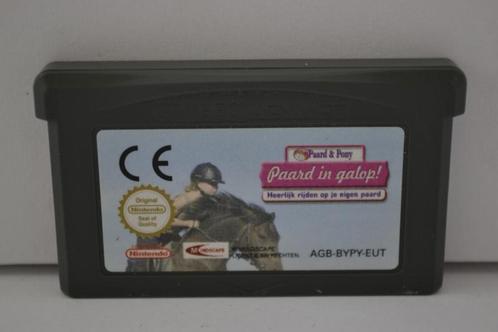 CE
Paard & Pony
Paard in galop!
Heerlijk rijden op je eigen paard
Original
Nintendo
Seal of
Quality
Nintendo
MINDSCAPE
AGB-BYPY-EUT